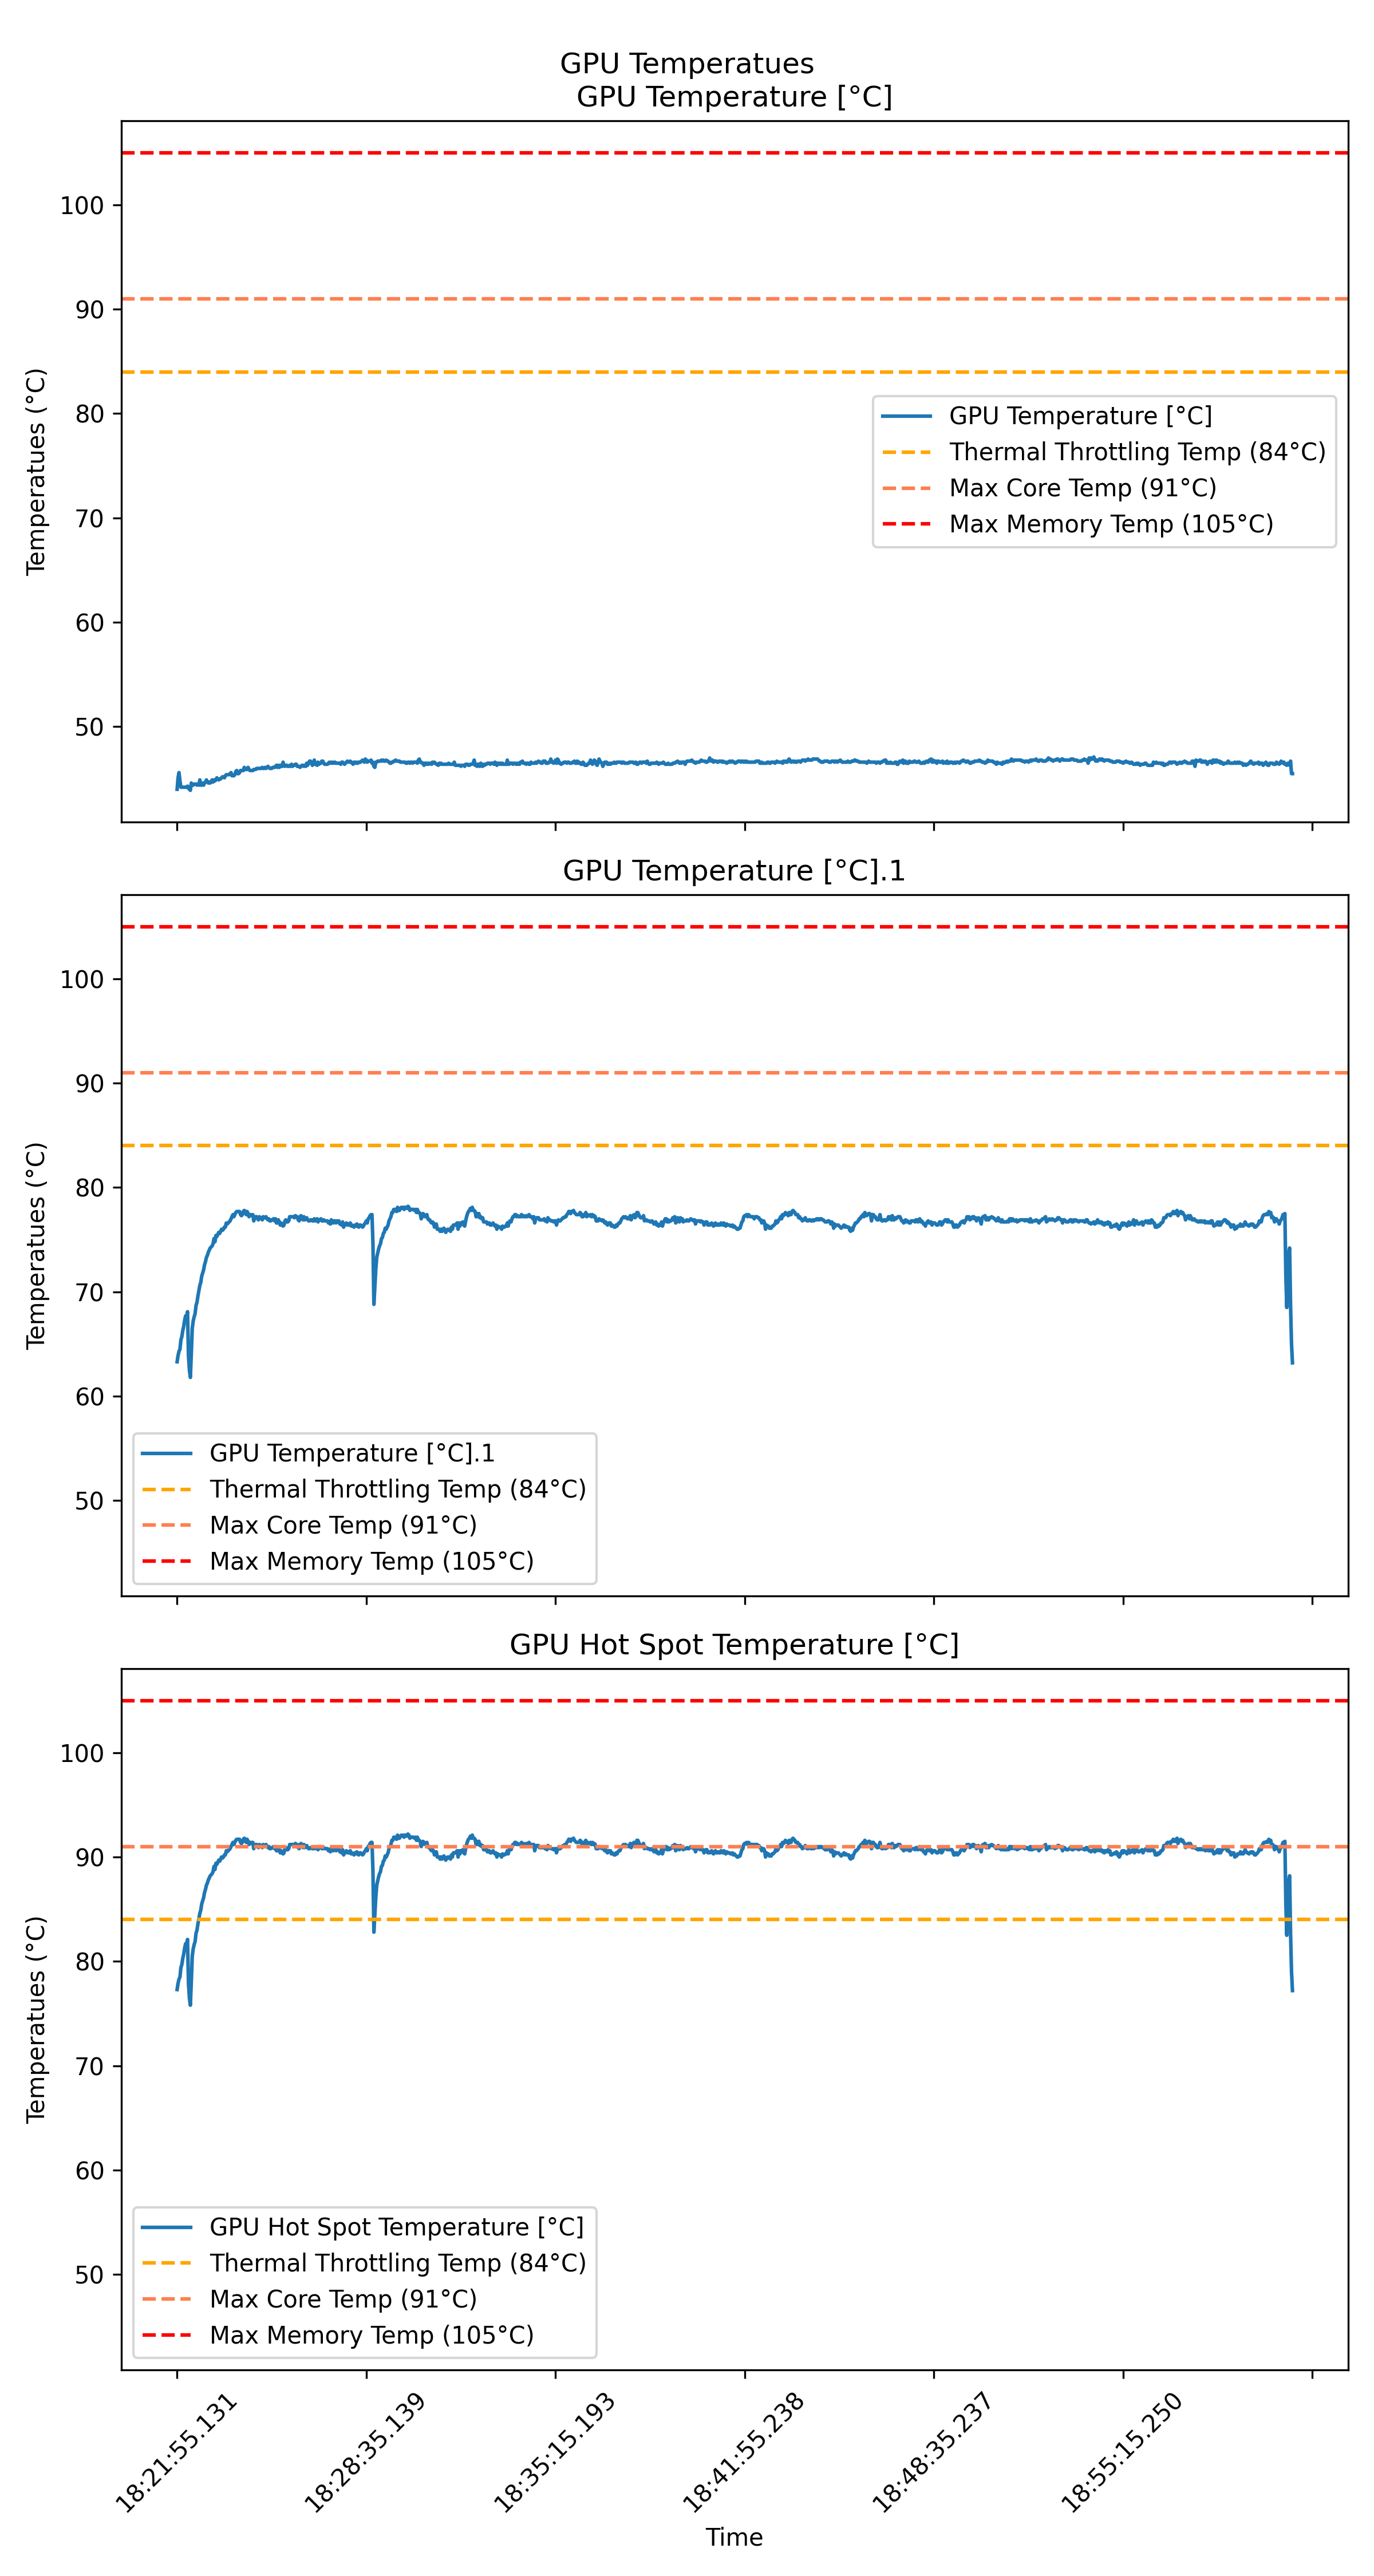 GPU Temperatues
GPU Temperature [°C]
100
90
80
70
60
50
Temperatues (°C)
GPU Temperature [°C]
Thermal Throttling Temp (84°C)
Max Core Temp (91°C)
Max Memory Temp (105°C)
GPU Temperature [°C].1
100
90
80
70
60
50
Temperatues (°C)
GPU Temperature [°C].1
Thermal Throttling Temp (84°C)
Max Core Temp (91°C)
Max Memory Temp (105°C)
GPU Hot Spot Temperature [°C]
100
90
80
70
60
50
Temperatues (°C)
GPU Hot Spot Temperature [°C]
Thermal Throttling Temp (84°C)
Max Core Temp (91°C)
Max Memory Temp (105°C)
18:21:55.131
18:28:35.139
18:35:15.193
18:41:55.238
18:48:35.237
18:55:15.250
Time